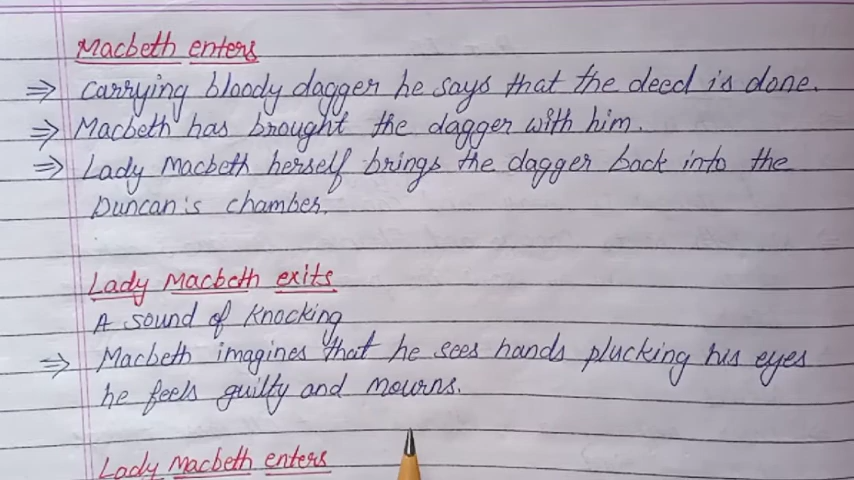 Macbeth enters
⇒ Carrying bloody dagger he says that the deed is done.
⇒ Macbeth has brought the dagger with him.
⇒ Lady Macbeth herself brings the dagger back into the
Duncan's chamber.
Lady Macbeth exits
A sound of Knocking
⇒ Macbeth imagines that he sees hands plucking his eyes
he feels guilty and mourns.
Lady Macbeth enters